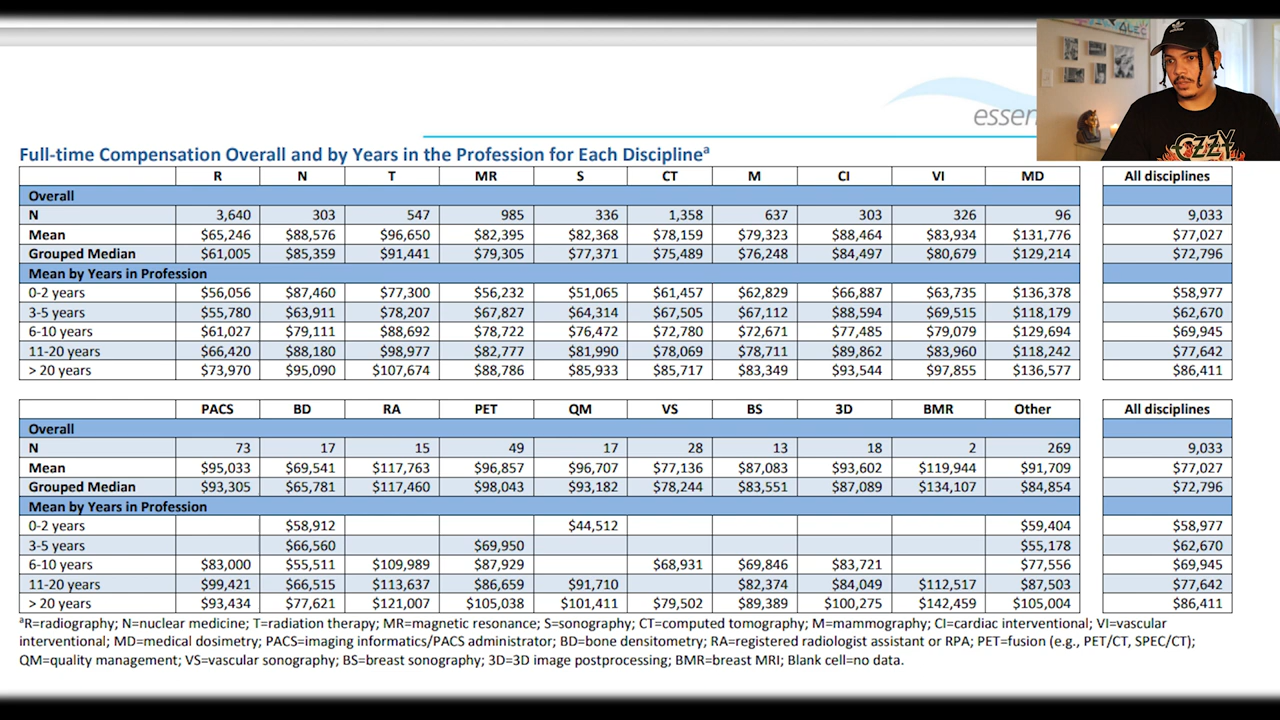 ALEC
essen
OZZY
Full-time Compensation Overall and by Years in the Profession for Each Disciplineᵃ
R N T MR S CT M CI VI MD All disciplines
Overall
N 3,640 303 547 985 336 1,358 637 303 326 96 9,033
Mean $65,246 $88,576 $96,650 $82,395 $82,368 $78,159 $79,323 $88,464 $83,934 $131,776 $77,027
Grouped Median $61,005 $85,359 $91,441 $79,305 $77,371 $75,489 $76,248 $84,497 $80,679 $129,214 $72,796
Mean by Years in Profession
0-2 years $56,056 $87,460 $77,300 $56,232 $51,065 $61,457 $62,829 $66,887 $63,735 $136,378 $58,977
3-5 years $55,780 $63,911 $78,207 $67,827 $64,314 $67,505 $67,112 $88,594 $69,515 $118,179 $62,670
6-10 years $61,027 $79,111 $88,692 $78,722 $76,472 $72,780 $72,671 $77,485 $79,079 $129,694 $69,945
11-20 years $66,420 $88,180 $98,977 $82,777 $81,990 $78,069 $78,711 $89,862 $83,960 $118,242 $77,642
> 20 years $73,970 $95,090 $107,674 $88,786 $85,933 $85,717 $83,349 $93,544 $97,855 $136,577 $86,411
PACS BD RA PET QM VS BS 3D BMR Other All disciplines
Overall
N 73 17 15 49 17 28 13 18 2 269 9,033
Mean $95,033 $69,541 $117,763 $96,857 $96,707 $77,136 $87,083 $93,602 $119,944 $91,709 $77,027
Grouped Median $93,305 $65,781 $117,460 $98,043 $93,182 $78,244 $83,551 $87,089 $134,107 $84,854 $72,796
Mean by Years in Profession
0-2 years $58,912 $44,512 $59,404 $58,977
3-5 years $66,560 $69,950 $55,178 $62,670
6-10 years $83,000 $55,511 $109,989 $87,929 $68,931 $69,846 $83,721 $77,556 $69,945
11-20 years $99,421 $66,515 $113,637 $86,659 $91,710 $82,374 $84,049 $112,517 $87,503 $77,642
> 20 years $93,434 $77,621 $121,007 $105,038 $101,411 $79,502 $89,389 $100,275 $142,459 $105,004 $86,411
ᵃR=radiography; N=nuclear medicine; T=radiation therapy; MR=magnetic resonance; S=sonography; CT=computed tomography; M=mammography; CI=cardiac interventional; VI=vascular
interventional; MD=medical dosimetry; PACS=imaging informatics/PACS administrator; BD=bone densitometry; RA=registered radiologist assistant or RPA; PET=fusion (e.g., PET/CT, SPEC/CT);
QM=quality management; VS=vascular sonography; BS=breast sonography; 3D=3D image postprocessing; BMR=breast MRI; Blank cell=no data.